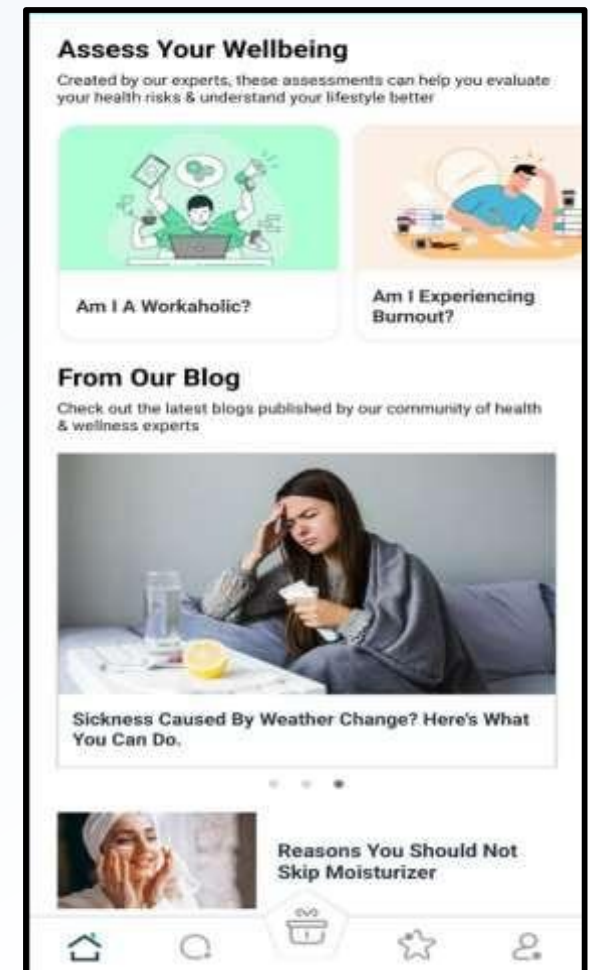 Assess Your Wellbeing
Created by our experts, these assessments can help you evaluate
your health risks & understand your lifestyle better
Am I A Workaholic?
Am I Experiencing
Burnout?
From Our Blog
Check out the latest blogs published by our community of health
& wellness experts
Sickness Caused By Weather Change? Here's What
You Can Do.
Reasons You Should Not
Skip Moisturizer